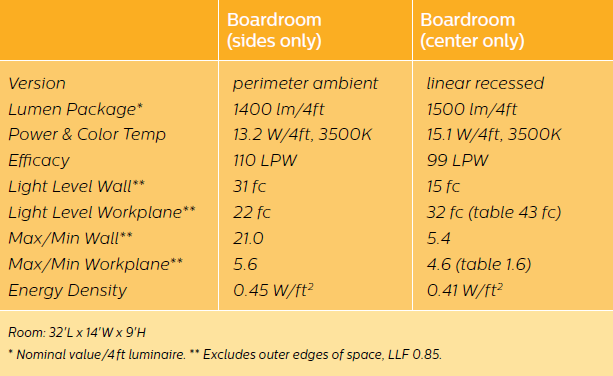 Boardroom (sides only) Boardroom (center only)
Version perimeter ambient linear recessed
Lumen Package* 1400 lm/4ft 1500 lm/4ft
Power & Color Temp 13.2 W/4ft, 3500K 15.1 W/4ft, 3500K
Efficacy 110 LPW 99 LPW
Light Level Wall** 31 fc 15 fc
Light Level Workplane** 22 fc 32 fc (table 43 fc)
Max/Min Wall** 21.0 5.4
Max/Min Workplane** 5.6 4.6 (table 1.6)
Energy Density 0.45 W/ft² 0.41 W/ft²
Room: 32'L x 14'W x 9'H
* Nominal value/4ft luminaire. ** Excludes outer edges of space, LLF 0.85.